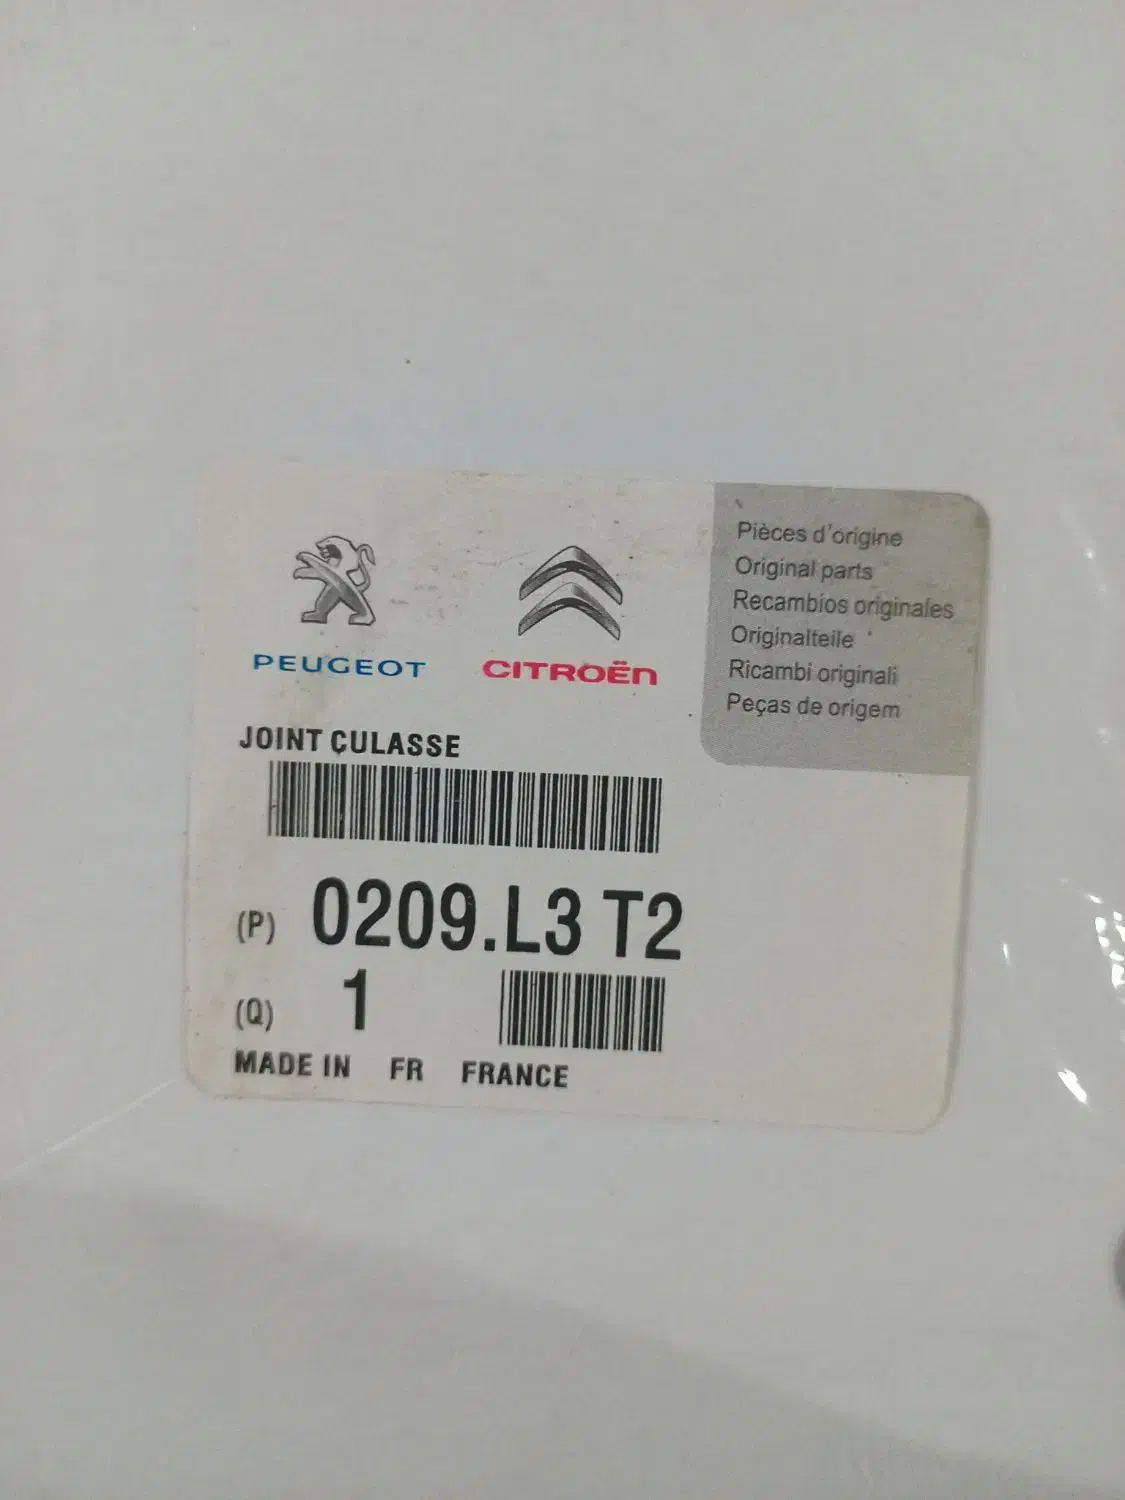 PEUGEOT
CITROËN
Pièces d'origine
Original parts
Recambios originales
Originalteile
Ricambi originali
Peças de origem
JOINT CULASSE
(P) 0209.L3 T2
(Q) 1
MADE IN FR FRANCE